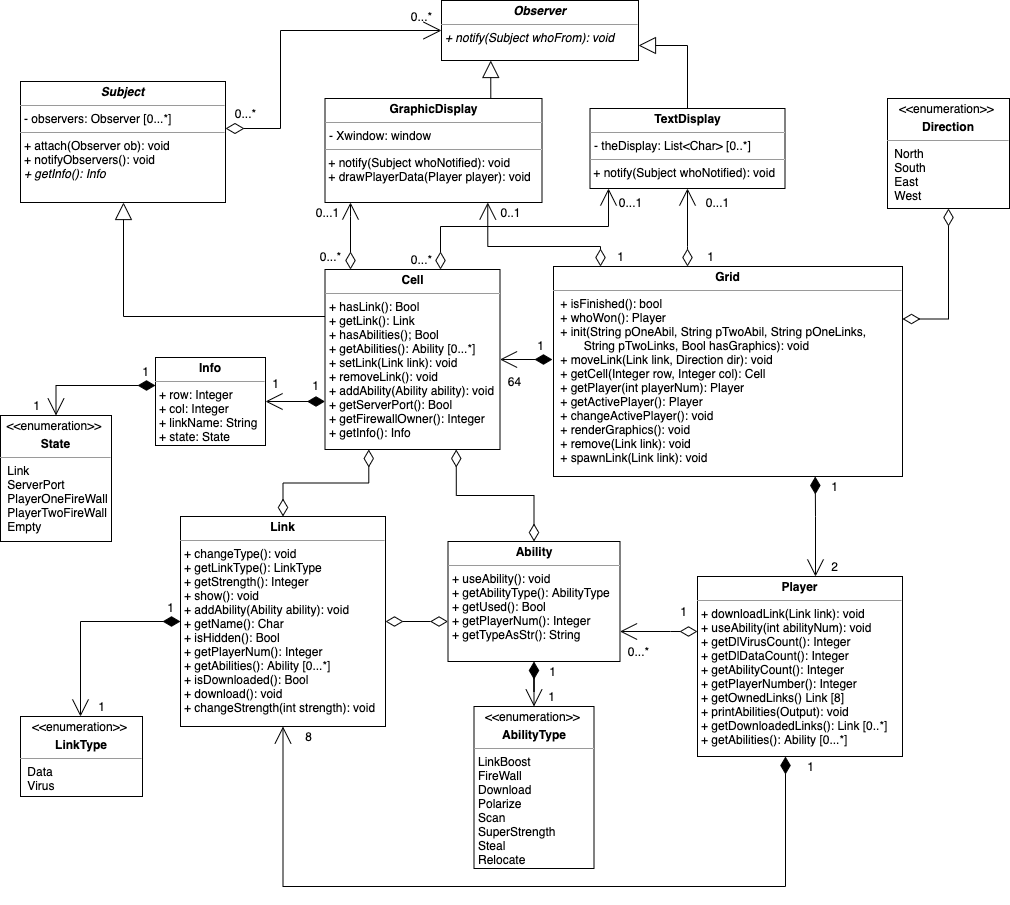 Observer
+ notify(Subject whoFrom): void
0...*
Subject
- observers: Observer [0...*]
+ attach(Observer ob): void
+ notifyObservers(): void
+ getInfo(): Info
0...*
GraphicDisplay
- Xwindow: window
+ notify(Subject whoNotified): void
+ drawPlayerData(Player player): void
TextDisplay
- theDisplay: List<Char> [0..*]
+ notify(Subject whoNotified): void
<<enumeration>>
Direction
North
South
East
West
0...1
0..1
0...1
0...1
0...*
0...*
1
1
Cell
+ hasLink(): Bool
+ getLink(): Link
+ hasAbilities(); Bool
+ getAbilities(): Ability [0...*]
+ setLink(Link link): void
+ removeLink(): void
+ addAbility(Ability ability): void
+ getServerPort(): Bool
+ getFirewallOwner(): Integer
+ getInfo(): Info
1
64
Grid
+ isFinished(): bool
+ whoWon(): Player
+ init(String pOneAbil, String pTwoAbil, String pOneLinks,
String pTwoLinks, Bool hasGraphics): void
+ moveLink(Link link, Direction dir): void
+ getCell(Integer row, Integer col): Cell
+ getPlayer(int playerNum): Player
+ getActivePlayer(): Player
+ changeActivePlayer(): void
+ renderGraphics(): void
+ remove(Link link): void
+ spawnLink(Link link): void
Info
+ row: Integer
+ col: Integer
+ linkName: String
+ state: State
1
1
1
1
<<enumeration>>
State
Link
ServerPort
PlayerOneFireWall
PlayerTwoFireWall
Empty
1
2
Link
+ changeType(): void
+ getLinkType(): LinkType
+ getStrength(): Integer
+ show(): void
+ addAbility(Ability ability): void
+ getName(): Char
+ isHidden(): Bool
+ getPlayerNum(): Integer
+ getAbilities(): Ability [0...*]
+ isDownloaded(): Bool
+ download(): void
+ changeStrength(int strength): void
Ability
+ useAbility(): void
+ getAbilityType(): AbilityType
+ getUsed(): Bool
+ getPlayerNum(): Integer
+ getTypeAsStr(): String
Player
+ downloadLink(Link link): void
+ useAbility(int abilityNum): void
+ getDlVirusCount(): Integer
+ getDlDataCount(): Integer
+ getAbilityCount(): Integer
+ getPlayerNumber(): Integer
+ getOwnedLinks() Link [8]
+ printAbilities(Output): void
+ getDownloadedLinks(): Link [0..*]
+ getAbilities(): Ability [0...*]
1
0...*
1
1
1
1
<<enumeration>>
LinkType
Data
Virus
<<enumeration>>
AbilityType
LinkBoost
FireWall
Download
Polarize
Scan
SuperStrength
Steal
Relocate
8
1